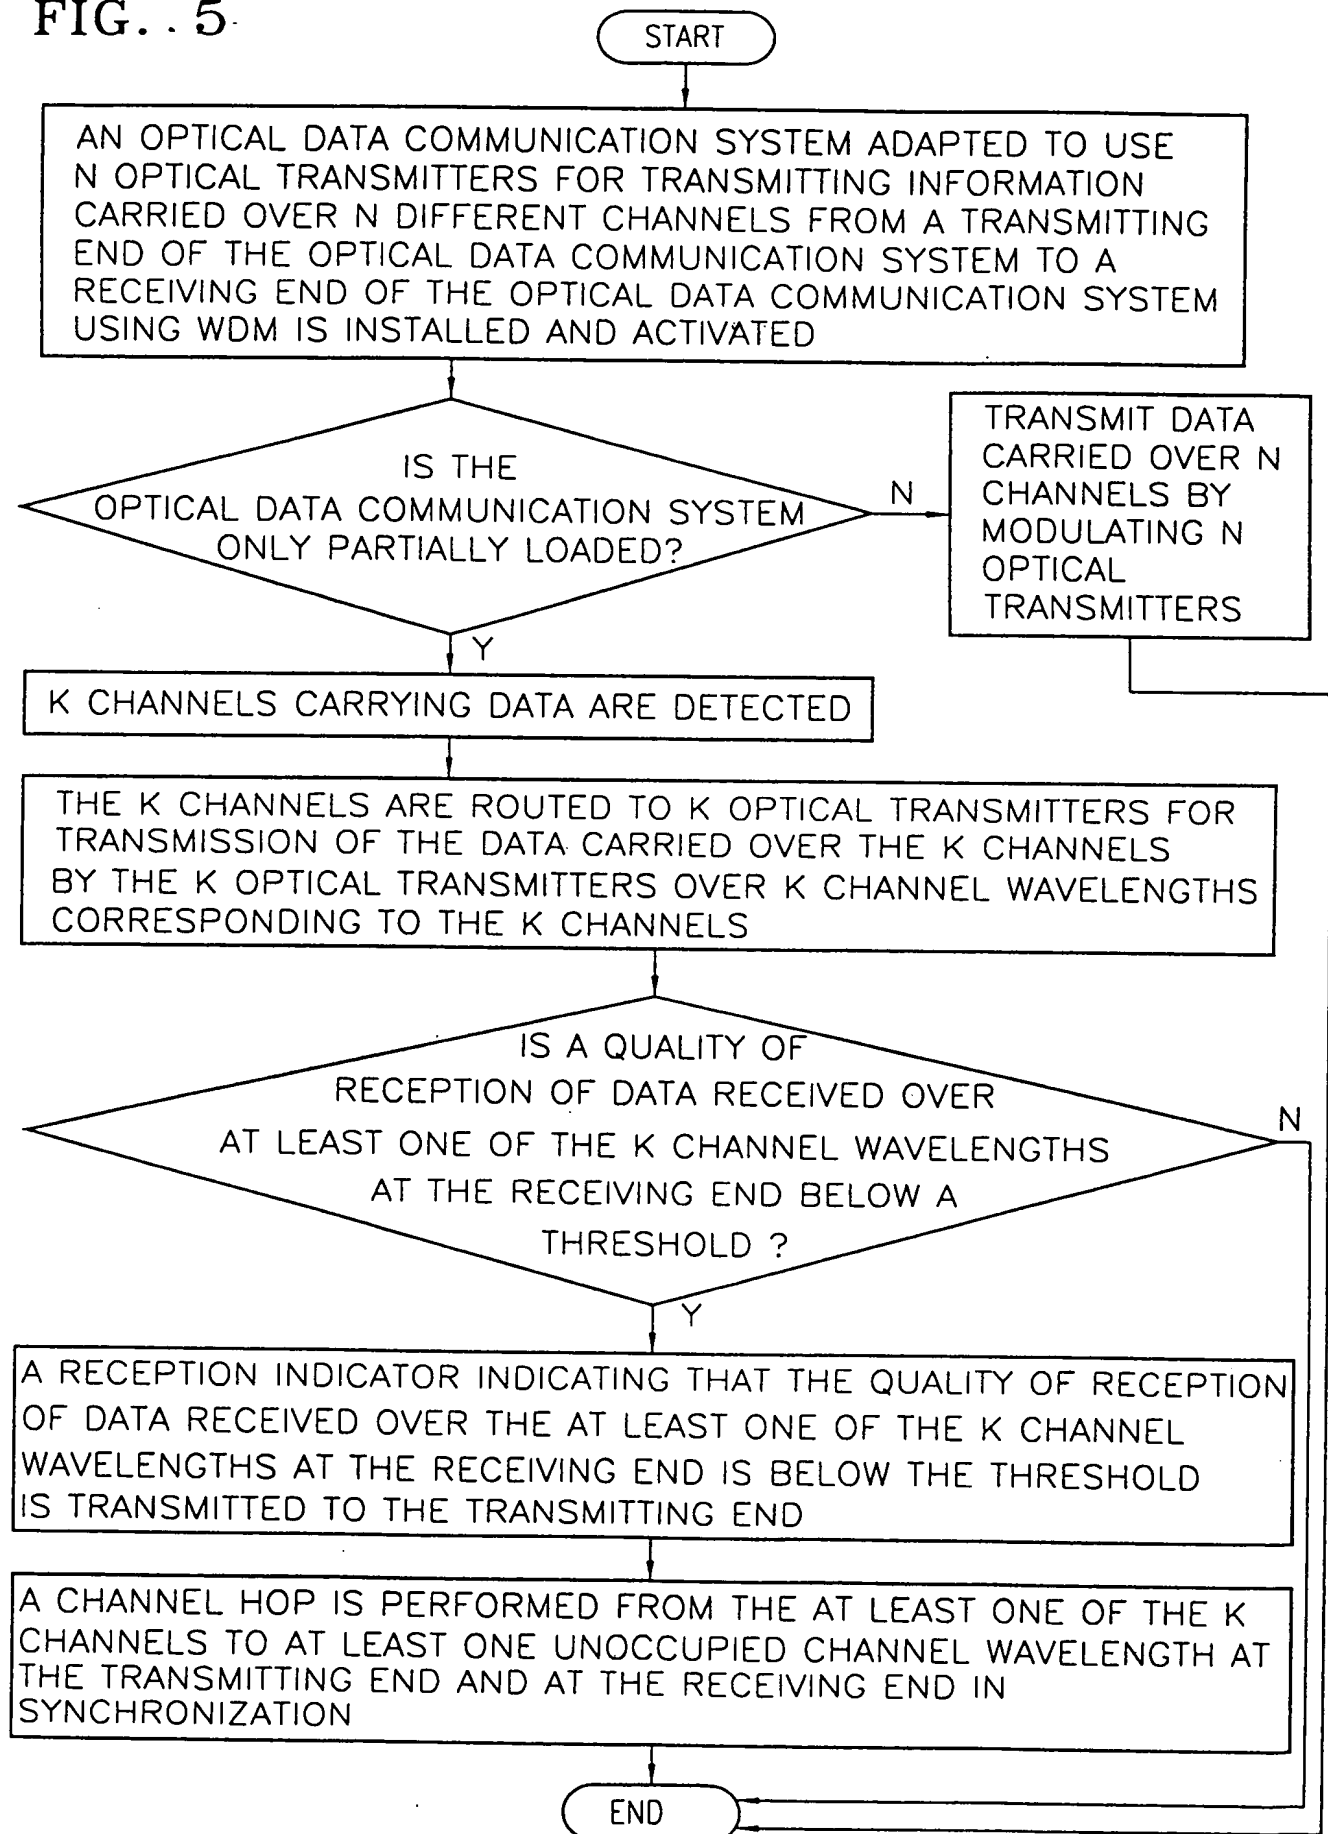 FIG. . 5
START
AN OPTICAL DATA COMMUNICATION SYSTEM ADAPTED TO USE
N OPTICAL TRANSMITTERS FOR TRANSMITTING INFORMATION
CARRIED OVER N DIFFERENT CHANNELS FROM A TRANSMITTING
END OF THE OPTICAL DATA COMMUNICATION SYSTEM TO A
RECEIVING END OF THE OPTICAL DATA COMMUNICATION SYSTEM
USING WDM IS INSTALLED AND ACTIVATED
IS THE
OPTICAL DATA COMMUNICATION SYSTEM
ONLY PARTIALLY LOADED?
N
TRANSMIT DATA
CARRIED OVER N
CHANNELS BY
MODULATING N
OPTICAL
TRANSMITTERS
Y
K CHANNELS CARRYING DATA ARE DETECTED
THE K CHANNELS ARE ROUTED TO K OPTICAL TRANSMITTERS FOR
TRANSMISSION OF THE DATA CARRIED OVER THE K CHANNELS
BY THE K OPTICAL TRANSMITTERS OVER K CHANNEL WAVELENGTHS
CORRESPONDING TO THE K CHANNELS
IS A QUALITY OF
RECEPTION OF DATA RECEIVED OVER
AT LEAST ONE OF THE K CHANNEL WAVELENGTHS
AT THE RECEIVING END BELOW A
THRESHOLD ?
N
Y
A RECEPTION INDICATOR INDICATING THAT THE QUALITY OF RECEPTION
OF DATA RECEIVED OVER THE AT LEAST ONE OF THE K CHANNEL
WAVELENGTHS AT THE RECEIVING END IS BELOW THE THRESHOLD
IS TRANSMITTED TO THE TRANSMITTING END
A CHANNEL HOP IS PERFORMED FROM THE AT LEAST ONE OF THE K
CHANNELS TO AT LEAST ONE UNOCCUPIED CHANNEL WAVELENGTH AT
THE TRANSMITTING END AND AT THE RECEIVING END IN
SYNCHRONIZATION
END